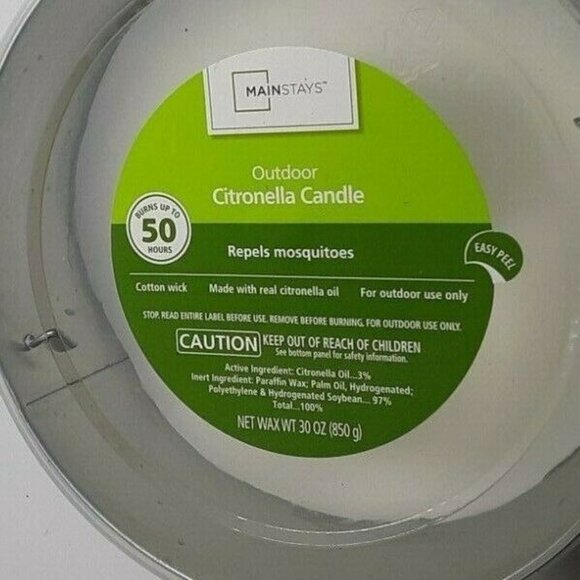 MAINSTAYS™
Outdoor
Citronella Candle
BURNS UP TO
50
HOURS
Repels mosquitoes
EASY PEEL
Cotton wick Made with real citronella oil For outdoor use only
STOP. READ ENTIRE LABEL BEFORE USE. REMOVE BEFORE BURNING. FOR OUTDOOR USE ONLY.
CAUTION KEEP OUT OF REACH OF CHILDREN
See bottom panel for safety information.
Active Ingredient: Citronella Oil...3%
Inert Ingredient: Paraffin Wax; Palm Oil, Hydrogenated;
Polyethylene & Hydrogenated Soybean... 97%
Total...100%
NET WAX WT 30 OZ (850 g)